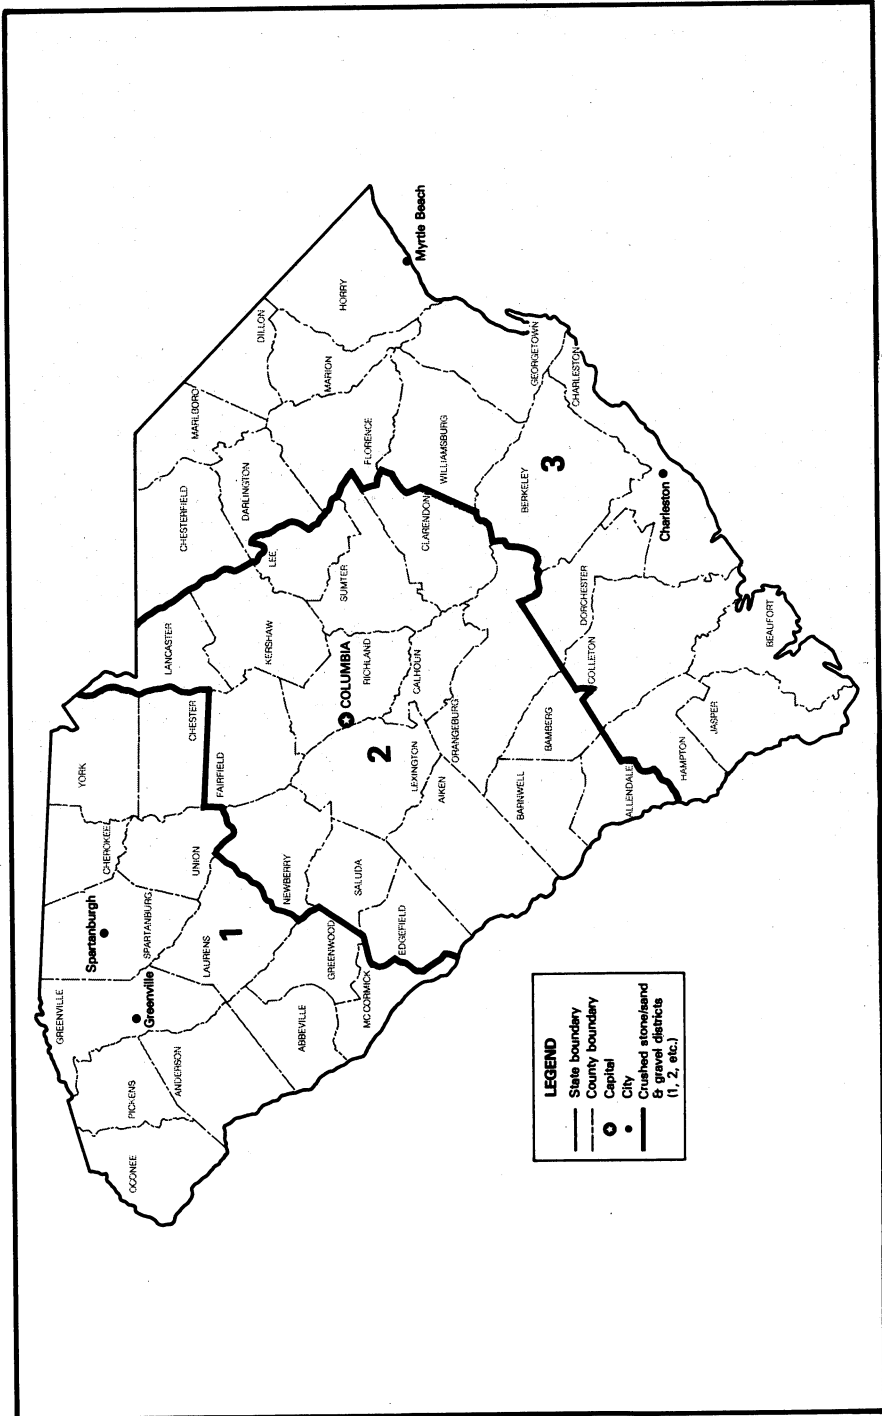 OCONEE
PICKENS
GREENVILLE
Greenville
ANDERSON
Spartanburgh
SPARTANBURG
CHEROKEE
YORK
UNION
CHESTER
LAURENS
1
ABBEVILLE
GREENWOOD
MC CORMICK
EDGEFIELD
SALUDA
NEWBERRY
FAIRFIELD
LANCASTER
KERSHAW
LEE
SUMTER
COLUMBIA
RICHLAND
CALHOUN
CLARENDON
LEXINGTON
2
AIKEN
ORANGEBURG
BARNWELL
BAMBERG
ALLENDALE
CHESTERFIELD
MARLBORO
DARLINGTON
DILLON
MARION
HORRY
Myrtle Beach
FLORENCE
WILLIAMSBURG
GEORGETOWN
CHARLESTON
BERKELEY
3
Charleston
DORCHESTER
COLLETON
HAMPTON
JASPER
BEAUFORT
LEGEND
State boundary
County boundary
Capital
City
Crushed stone/sand
& gravel districts
(1, 2, etc.)